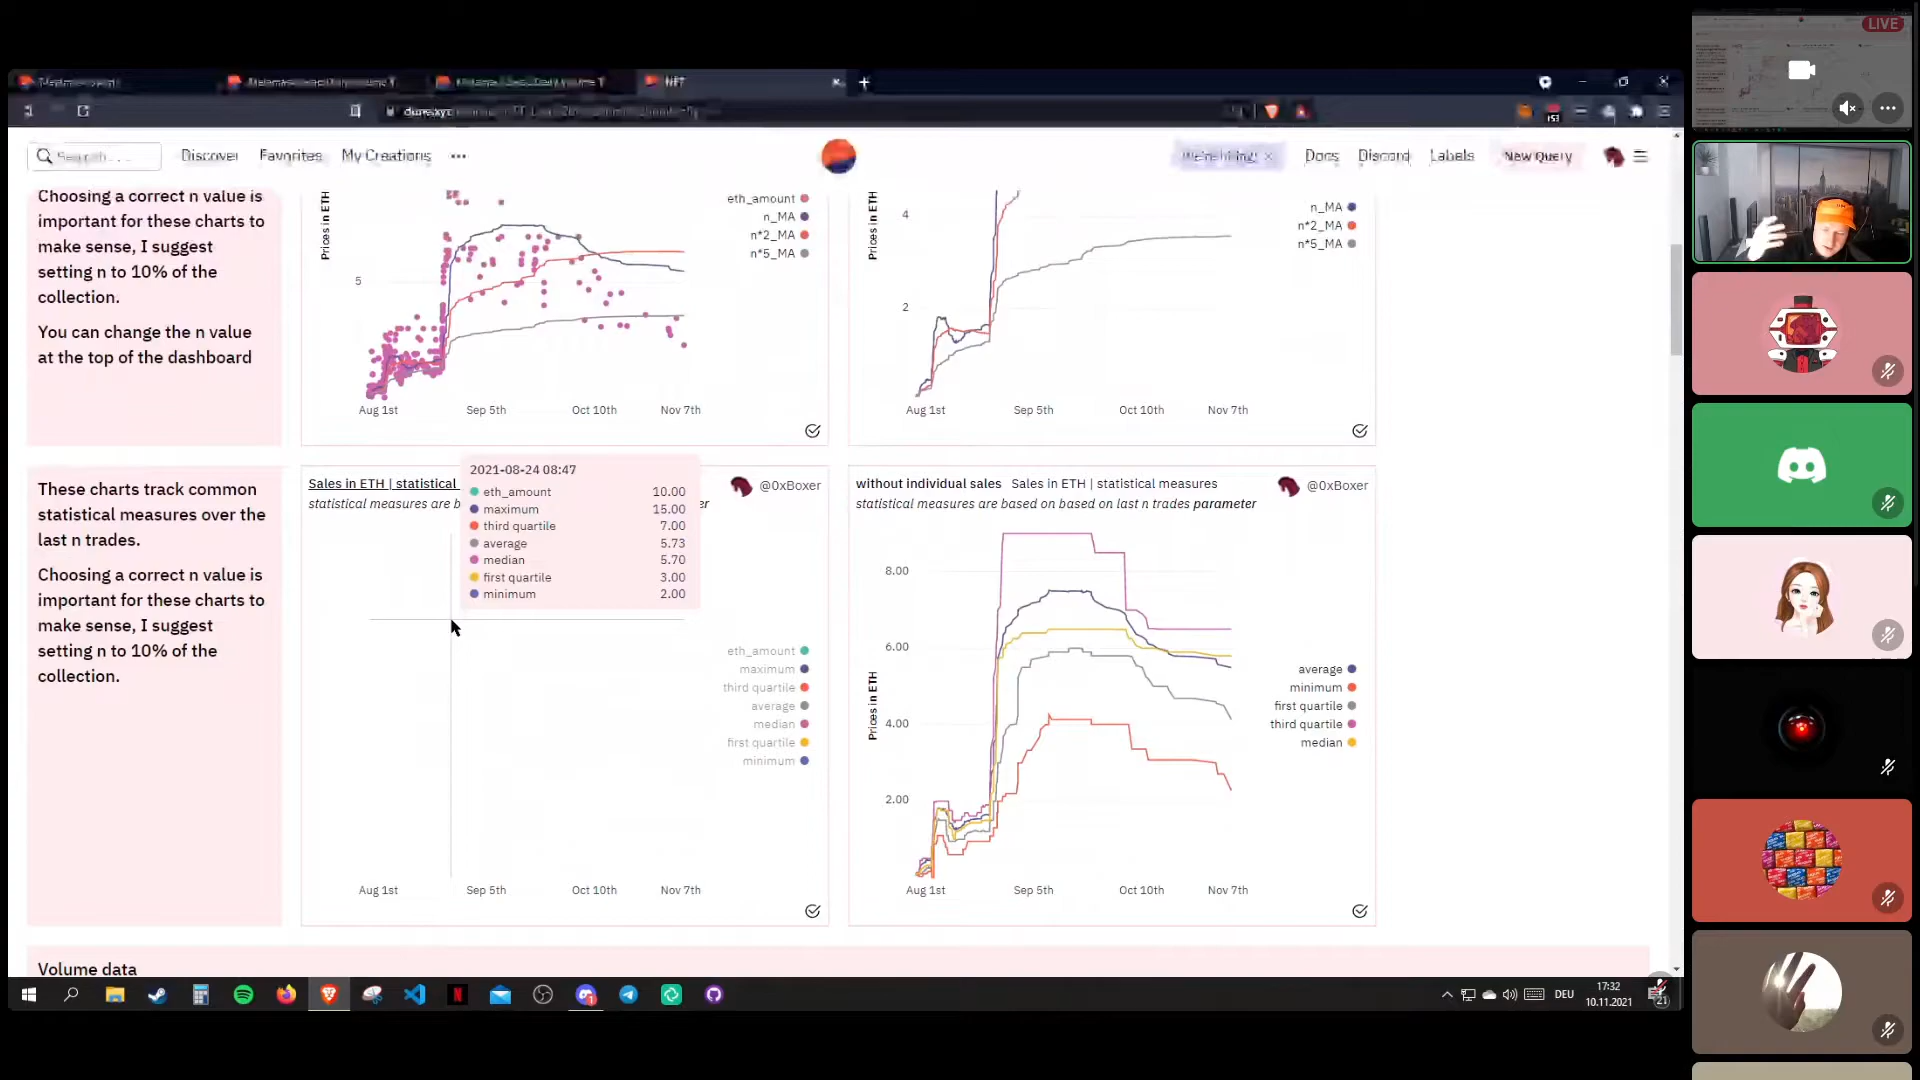 LIVE
NFT
Discover
Favorites
My Creations
We're hiring! ×
Docs
Discord
Labels
New Query
Choosing a correct n value is
important for these charts to
make sense, I suggest
setting n to 10% of the
collection.
You can change the n value
at the top of the dashboard
Prices in ETH
5
eth_amount
n_MA
n*2_MA
n*5_MA
Aug 1st
Sep 5th
Oct 10th
Nov 7th
Prices in ETH
4
2
n_MA
n*2_MA
n*5_MA
Aug 1st
Sep 5th
Oct 10th
Nov 7th
These charts track common
statistical measures over the
last n trades.
Choosing a correct n value is
important for these charts to
make sense, I suggest
setting n to 10% of the
collection.
Sales in ETH | statistical
@0xBoxer
statistical measures are b
er
2021-08-24 08:47
eth_amount 10.00
maximum 15.00
third quartile 7.00
average 5.73
median 5.70
first quartile 3.00
minimum 2.00
eth_amount
maximum
third quartile
average
median
first quartile
minimum
Aug 1st
Sep 5th
Oct 10th
Nov 7th
without individual sales Sales in ETH | statistical measures
@0xBoxer
statistical measures are based on based on last n trades parameter
Prices in ETH
8.00
6.00
4.00
2.00
average
minimum
first quartile
third quartile
median
Aug 1st
Sep 5th
Oct 10th
Nov 7th
Volume data
DEU
17:32
10.11.2021
21